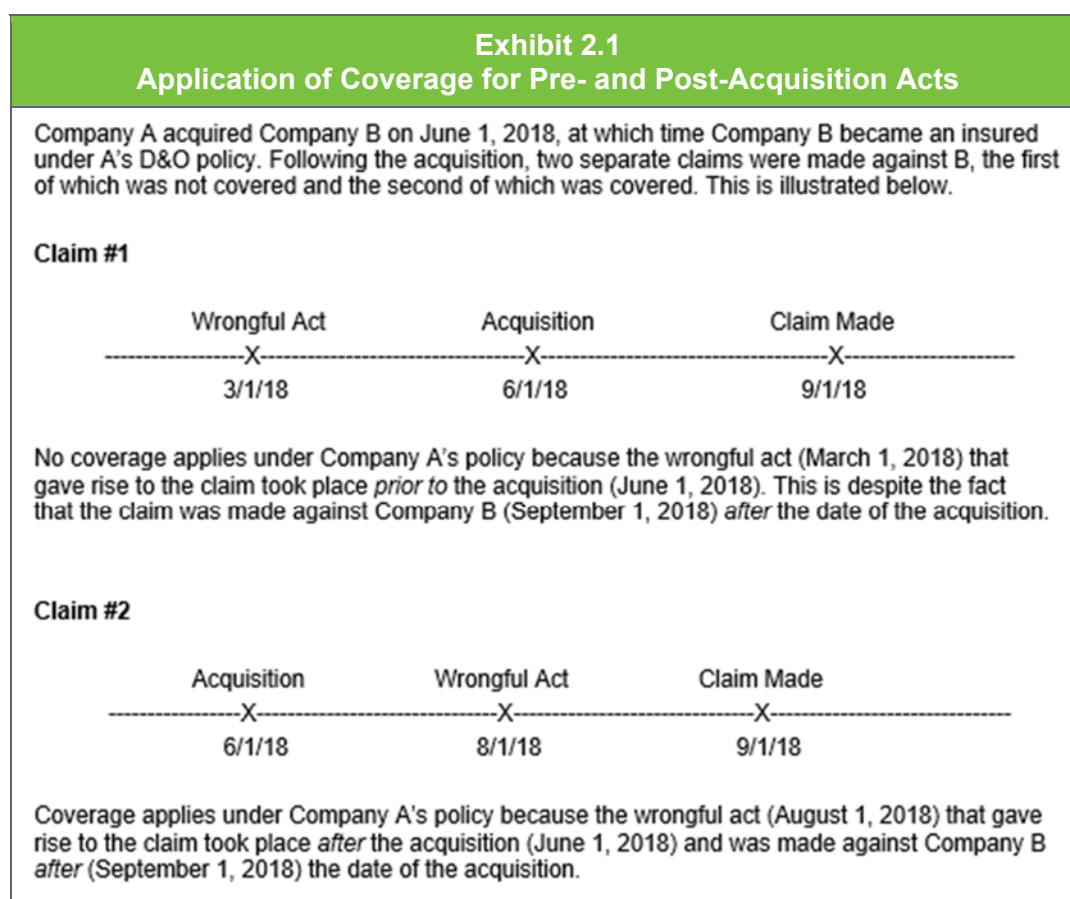 Exhibit 2.1
Application of Coverage for Pre- and Post-Acquisition Acts
Company A acquired Company B on June 1, 2018, at which time Company B became an insured
under A's D&O policy. Following the acquisition, two separate claims were made against B, the first
of which was not covered and the second of which was covered. This is illustrated below.
Claim #1
Wrongful Act Acquisition Claim Made
------------------X-----------------------------------X--------------------------------------X----------------------
3/1/18 6/1/18 9/1/18
No coverage applies under Company A's policy because the wrongful act (March 1, 2018) that
gave rise to the claim took place prior to the acquisition (June 1, 2018). This is despite the fact
that the claim was made against Company B (September 1, 2018) after the date of the acquisition.
Claim #2
Acquisition Wrongful Act Claim Made
-----------------X--------------------------------X--------------------------------X-------------------------------
6/1/18 8/1/18 9/1/18
Coverage applies under Company A's policy because the wrongful act (August 1, 2018) that gave
rise to the claim took place after the acquisition (June 1, 2018) and was made against Company B
after (September 1, 2018) the date of the acquisition.